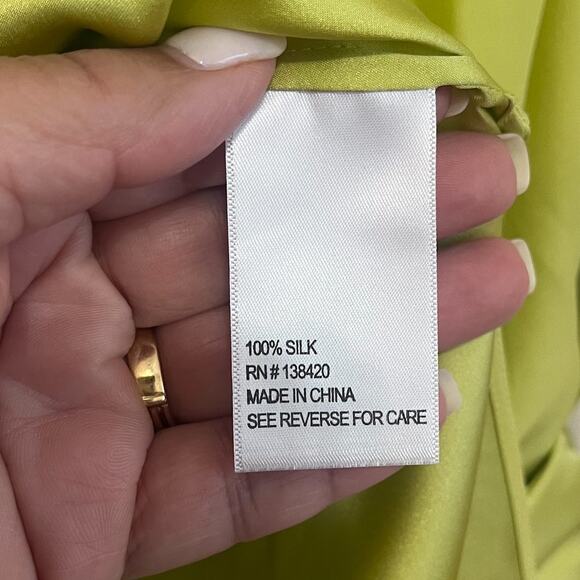 100% SILK
RN # 138420
MADE IN CHINA
SEE REVERSE FOR CARE